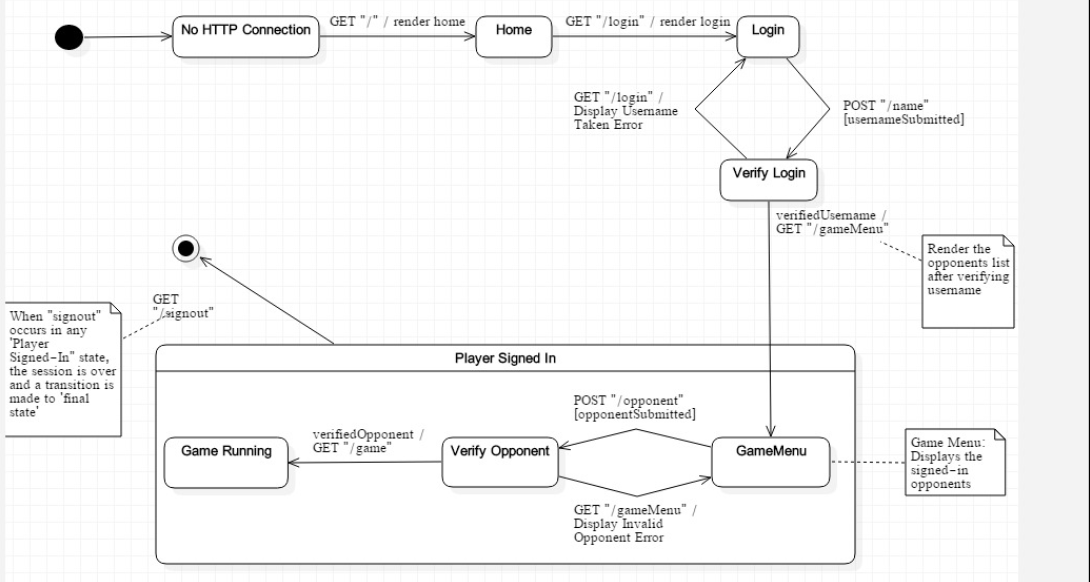 No HTTP Connection
GET "/" / render home
Home
GET "/login" / render login
Login
GET "/login" /
Display Username
Taken Error
POST "/name"
[usernameSubmitted]
Verify Login
verifiedUsername /
GET "/gameMenu"
Render the
opponents list
after verifying
username
GET
"/signout"
When "signout"
occurs in any
'Player
Signed-In" state,
the session is over
and a transition is
made to 'final
state'
Player Signed In
POST "/opponent"
[opponentSubmitted]
verifiedOpponent /
GET "/game"
Game Running
Verify Opponent
GameMenu
GET "/gameMenu" /
Display Invalid
Opponent Error
Game Menu:
Displays the
signed-in
opponents